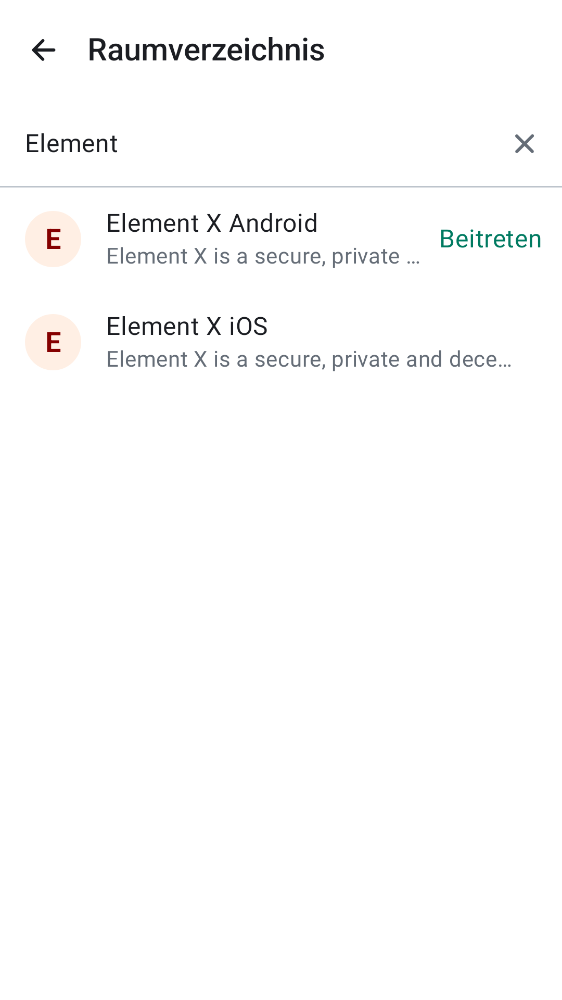 Raumverzeichnis
Element
E
Element X Android
Element X is a secure, private ...
Beitreten
E
Element X iOS
Element X is a secure, private and dece...